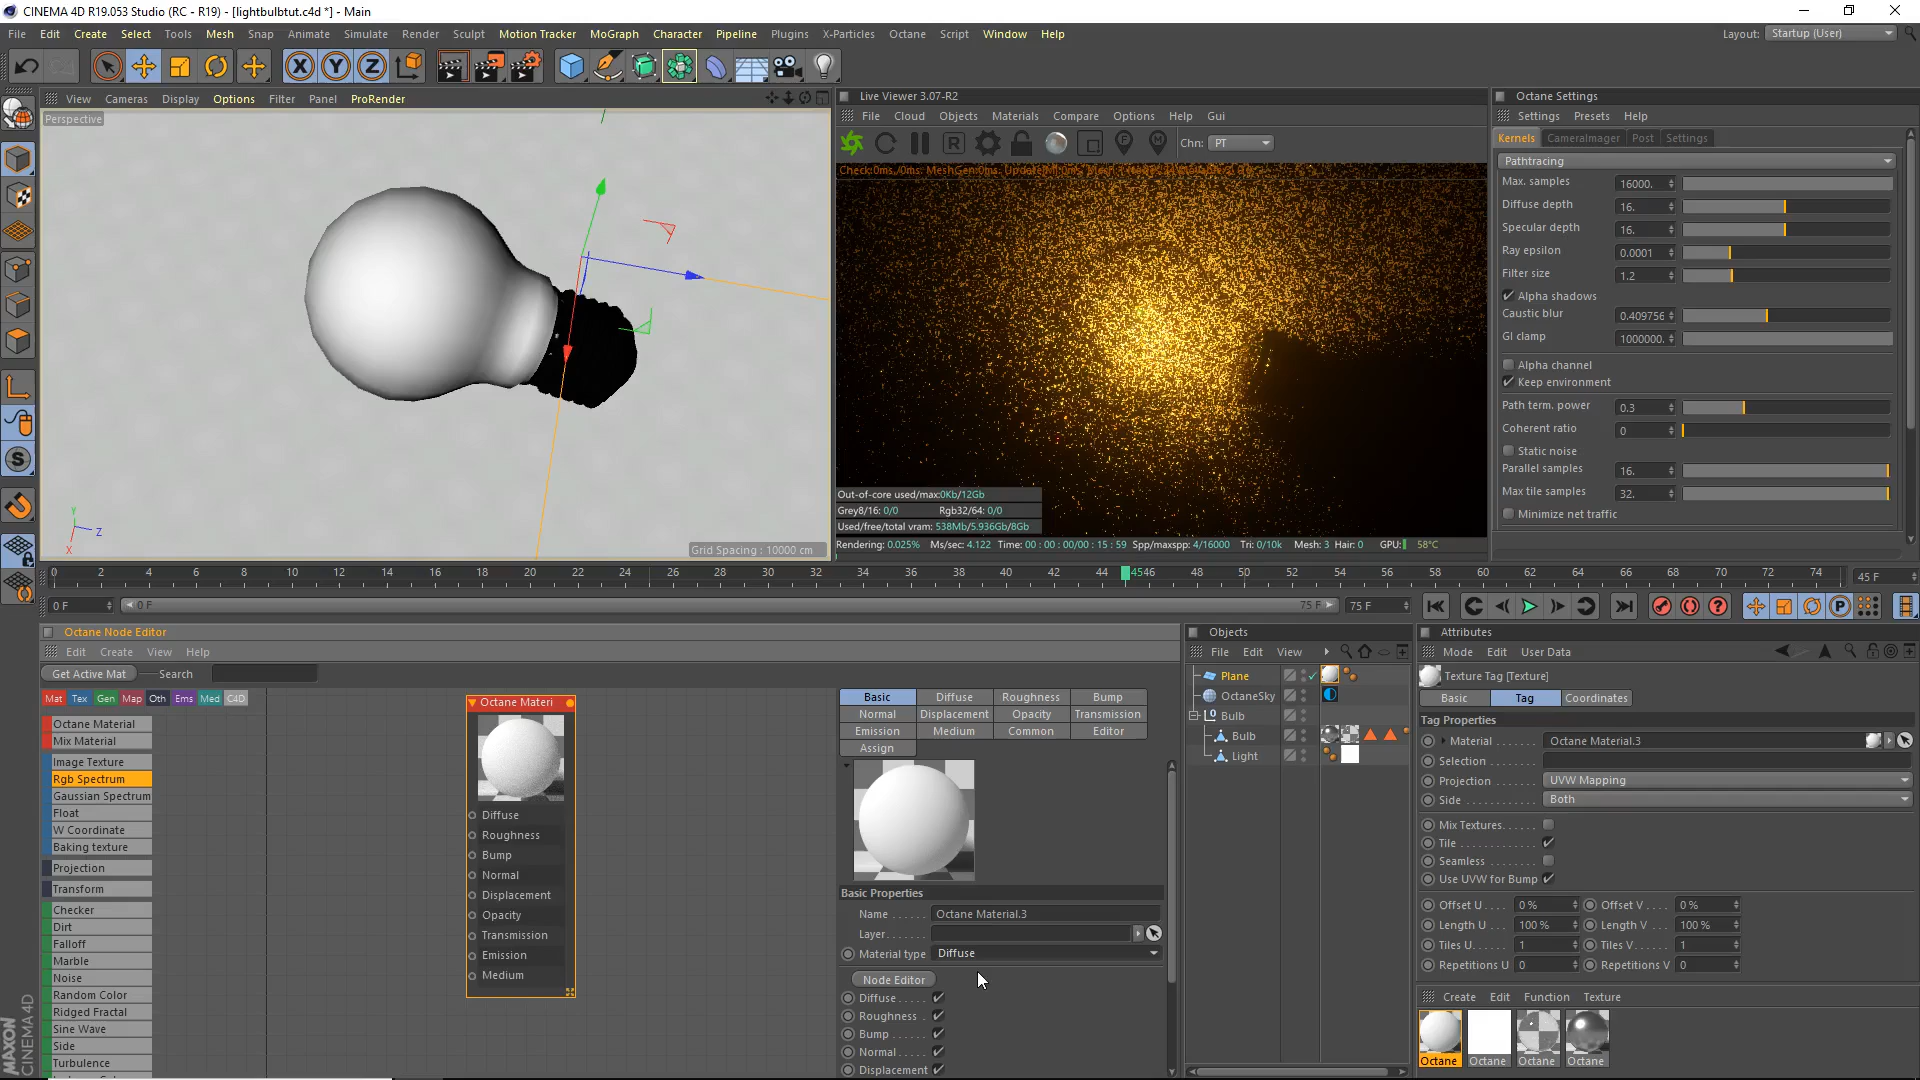 CINEMA 4D R19.053 Studio (RC - R19) - [lightbulbtut.c4d *] - Main
File Edit Create Select Tools Mesh Snap Animate Simulate Render Sculpt Motion Tracker MoGraph Character Pipeline Plugins X-Particles Octane Script Window Help
Layout: Startup (User)
View Cameras Display Options Filter Panel ProRender
Perspective
Grid Spacing : 10000 cm
Live Viewer 3.07-R2
File Cloud Objects Materials Compare Options Help Gui
Chn: PT
Out-of-core used/max:0Kb/12Gb
Grey8/16: 0/0 Rgb32/64: 0/0
Used/free/total vram: 538Mb/5.936Gb/8Gb
Rendering: 0.025% Ms/sec: 4.122 Time: 00 : 00 : 00/00 : 15 : 59 Spp/maxspp: 4/16000 Tri: 0/10k Mesh: 3 Hair: 0 GPU: 58°C
Octane Settings
Settings Presets Help
Kernels CameraImager Post Settings
Pathtracing
Max. samples 16000.
Diffuse depth 16.
Specular depth 16.
Ray epsilon 0.0001
Filter size 1.2
Alpha shadows
Caustic blur 0.409756
GI clamp 1000000.
Alpha channel
Keep environment
Path term. power 0.3
Coherent ratio 0
Static noise
Parallel samples 16.
Max tile samples 32.
Minimize net traffic
0 2 4 6 8 10 12 14 16 18 20 22 24 26 28 30 32 34 36 38 40 42 44 4546 48 50 52 54 56 58 60 62 64 66 68 70 72 74 45 F
0 F 0 F 75 F 75 F
Octane Node Editor
Edit Create View Help
Get Active Mat Search
Mat Tex Gen Map Oth Ems Med C4D
Octane Material
Mix Material
Image Texture
Rgb Spectrum
Gaussian Spectrum
Float
W Coordinate
Baking texture
Projection
Transform
Checker
Dirt
Falloff
Marble
Noise
Random Color
Ridged Fractal
Sine Wave
Side
Turbulence
Octane Materi
Diffuse
Roughness
Bump
Normal
Displacement
Opacity
Transmission
Emission
Medium
Basic Diffuse Roughness Bump
Normal Displacement Opacity Transmission
Emission Medium Common Editor
Assign
Basic Properties
Name Octane Material.3
Layer
Material type Diffuse
Node Editor
Diffuse
Roughness
Bump
Normal
Displacement
Objects
File Edit View
Plane
OctaneSky
Bulb
Bulb
Light
Attributes
Mode Edit User Data
Texture Tag [Texture]
Basic Tag Coordinates
Tag Properties
Material Octane Material.3
Selection
Projection UVW Mapping
Side Both
Mix Textures
Tile
Seamless
Use UVW for Bump
Offset U 0 % Offset V 0 %
Length U 100 % Length V 100 %
Tiles U 1 Tiles V 1
Repetitions U 0 Repetitions V 0
Create Edit Function Texture
Octane Octane Octane Octane
MAXON
CINEMA 4D